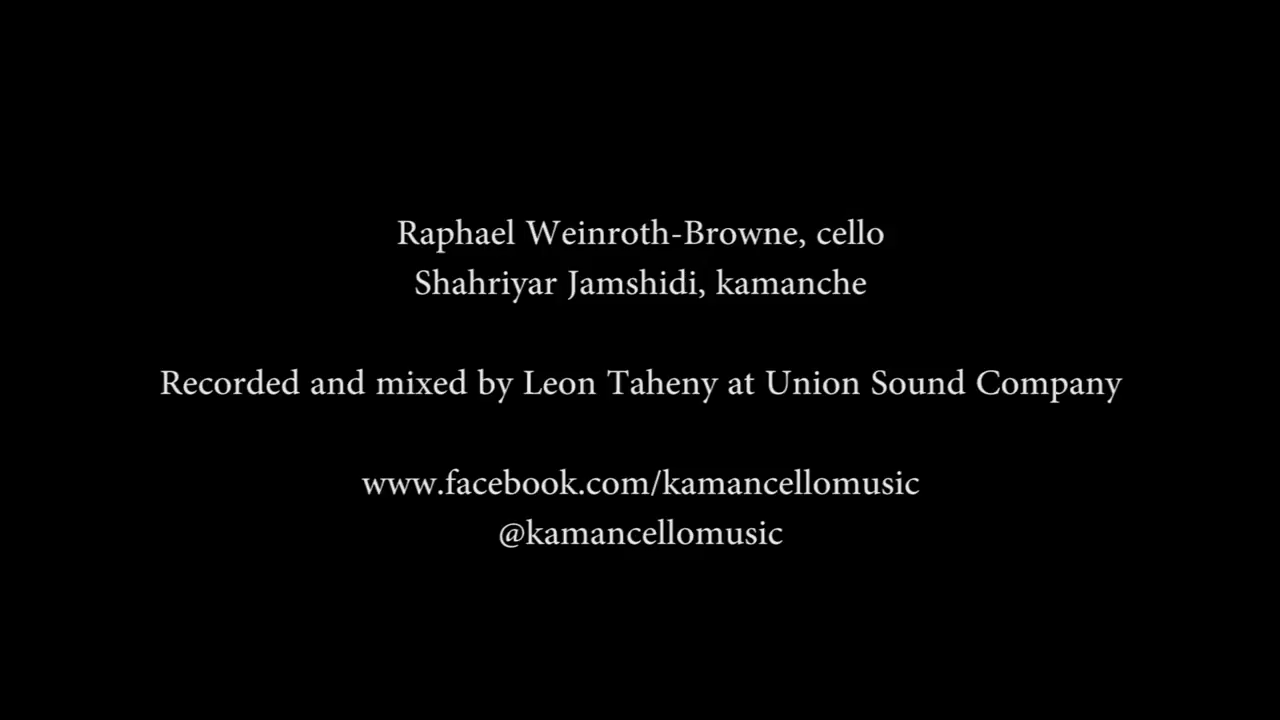 Raphael Weinroth-Browne, cello
Shahriyar Jamshidi, kamanche
Recorded and mixed by Leon Taheny at Union Sound Company
www.facebook.com/kamancellomusic
@kamancellomusic